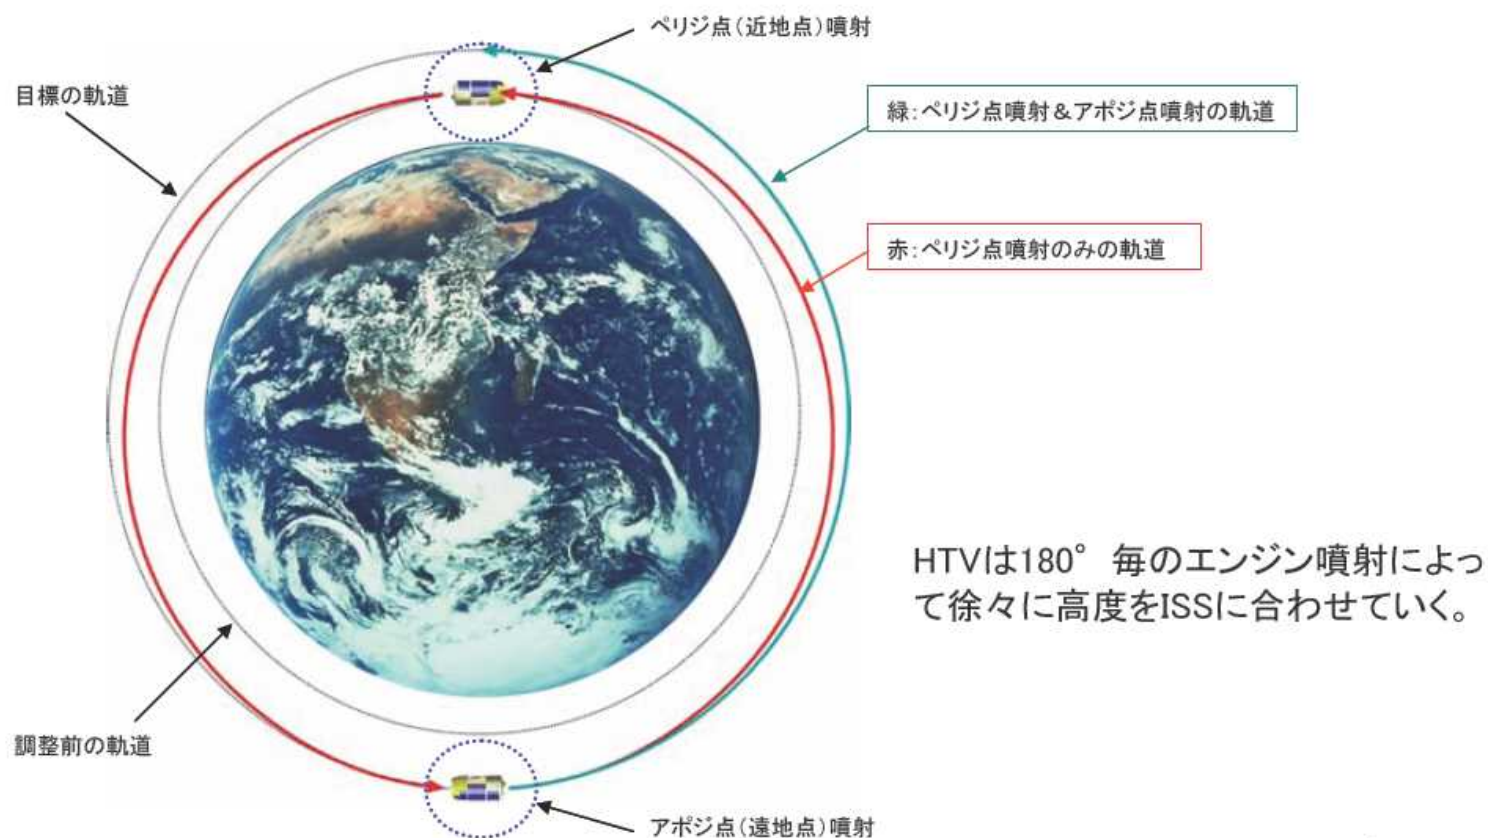 ペリジ点(近地点)噴射
目標の軌道
緑:ペリジ点噴射&アポジ点噴射の軌道
赤:ペリジ点噴射のみの軌道
HTVは180°毎のエンジン噴射によっ
て徐々に高度をISSに合わせていく。
調整前の軌道
アポジ点(遠地点)噴射